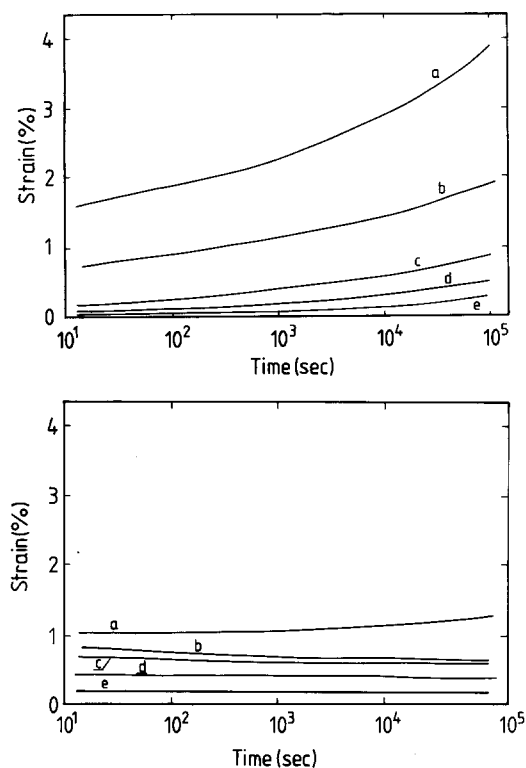 4
a
3
Strain (%)
2
b
1
c
d
e
0
10¹ 10² 10³ 10⁴ 10⁵
Time (sec)
4
3
Strain (%)
2
a
1
b
c/
d
e
0
10¹ 10² 10³ 10⁴ 10⁵
Time (sec)